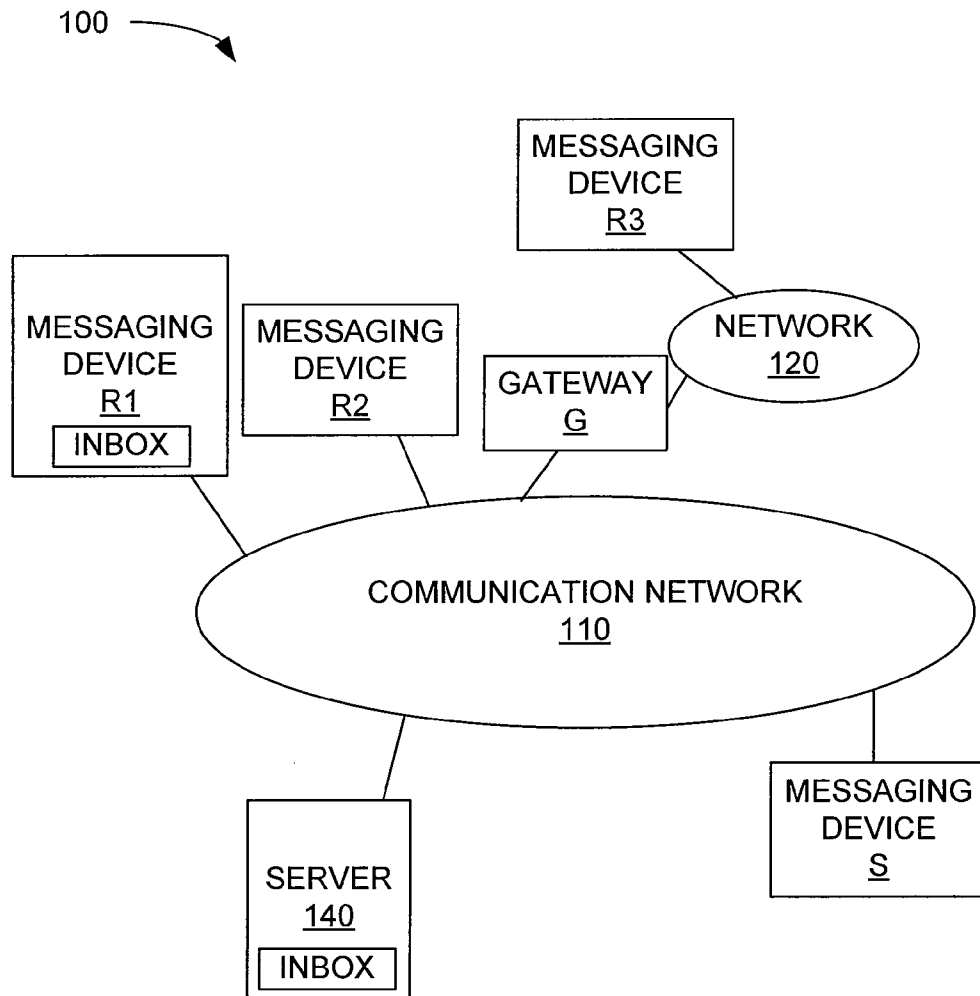 100
MESSAGING
DEVICE
R3
MESSAGING
DEVICE
R1
INBOX
MESSAGING
DEVICE
R2
GATEWAY
G
NETWORK
120
COMMUNICATION NETWORK
110
SERVER
140
INBOX
MESSAGING
DEVICE
S